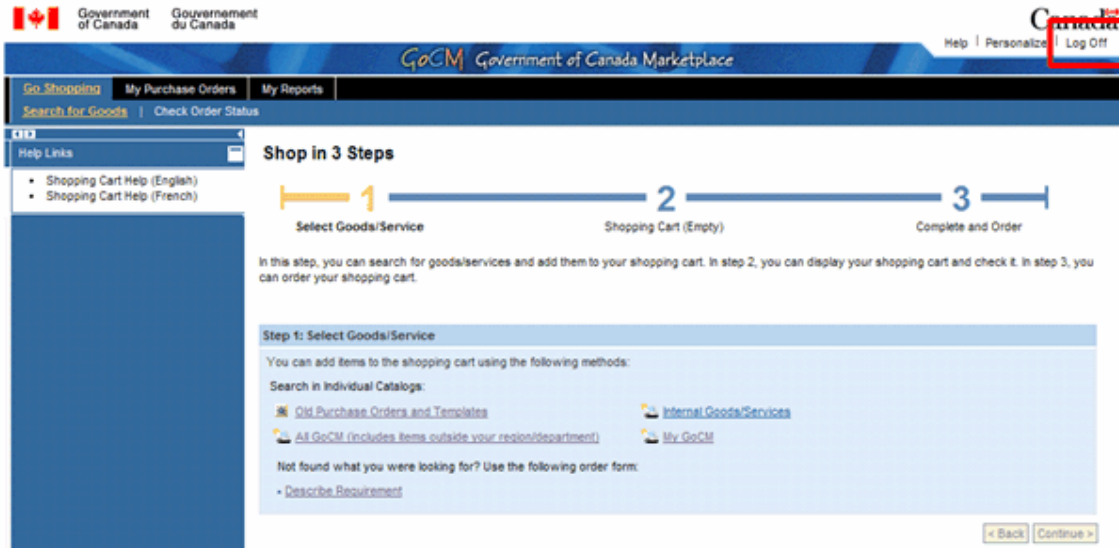 Government of Canada
Gouvernement du Canada
Canada
Help | Personalize | Log Off
GoCM Government of Canada Marketplace
Go Shopping My Purchase Orders My Reports
Search for Goods | Check Order Status
Help Links
• Shopping Cart Help (English)
• Shopping Cart Help (French)
Shop in 3 Steps
1 2 3
Select Goods/Service Shopping Cart (Empty) Complete and Order
In this step, you can search for goods/services and add them to your shopping cart. In step 2, you can display your shopping cart and check it. In step 3, you
can order your shopping cart.
Step 1: Select Goods/Service
You can add items to the shopping cart using the following methods:
Search in Individual Catalogs:
Old Purchase Orders and Templates Internal Goods/Services
All GoCM (includes items outside your region/department) My GoCM
Not found what you were looking for? Use the following order form:
• Describe Requirement
< Back Continue >